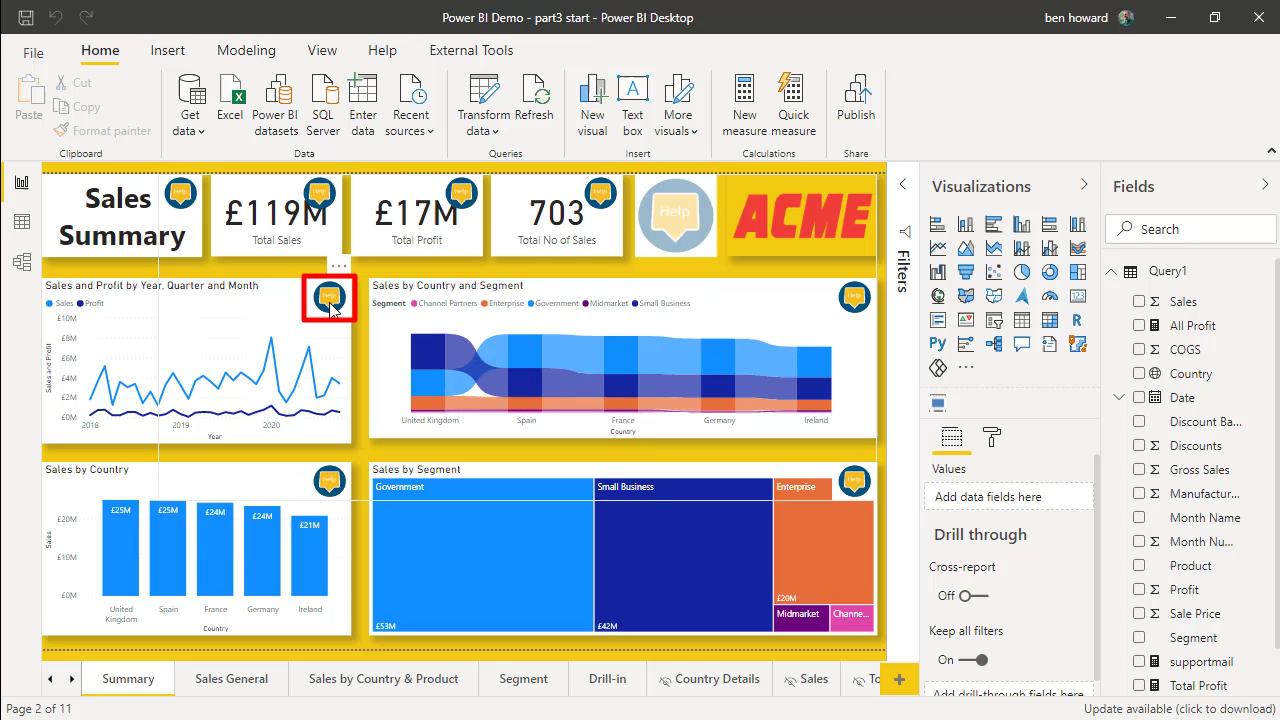 Power BI Demo - part3 start - Power BI Desktop
ben howard
File
Home
Insert
Modeling
View
Help
External Tools
Paste
Cut
Copy
Format painter
Clipboard
Get data
Excel
Power BI datasets
SQL Server
Enter data
Recent sources
Data
Transform data
Refresh
Queries
New visual
Text box
More visuals
Insert
New measure
Quick measure
Calculations
Publish
Share
Sales
Summary
Help
£119M
Total Sales
Help
£17M
Total Profit
Help
703
Total No of Sales
Help
Help
ACME
Sales and Profit by Year, Quarter and Month
Sales Profit
Help
£10M
£8M
£6M
£4M
£2M
£0M
Sales and Profit
2018 2019 2020
Year
Sales by Country and Segment
Segment Channel Partners Enterprise Government Midmarket Small Business
Help
United Kingdom Spain France Germany Ireland
Country
Sales by Country
Help
£20M
£10M
£0M
Sales
£25M £25M £24M £24M £21M
United Kingdom Spain France Germany Ireland
Country
Sales by Segment
Help
Government
£53M
Small Business
£42M
Enterprise
£20M
Midmarket
Channe...
Filters
Visualizations
R
Py
123
Values
Add data fields here
Drill through
Cross-report
Off
Keep all filters
On
Add drill-through fields here
Fields
Search
Query1
Sales
All Profit
COGS
Country
Date
Discount Ba...
Discounts
Gross Sales
Manufactur...
Month Name
Month Nu...
Product
Profit
Sale Price
Segment
supportmail
Total Profit
Summary
Sales General
Sales by Country & Product
Segment
Drill-in
Country Details
Sales
To
Page 2 of 11
Update available (click to download)